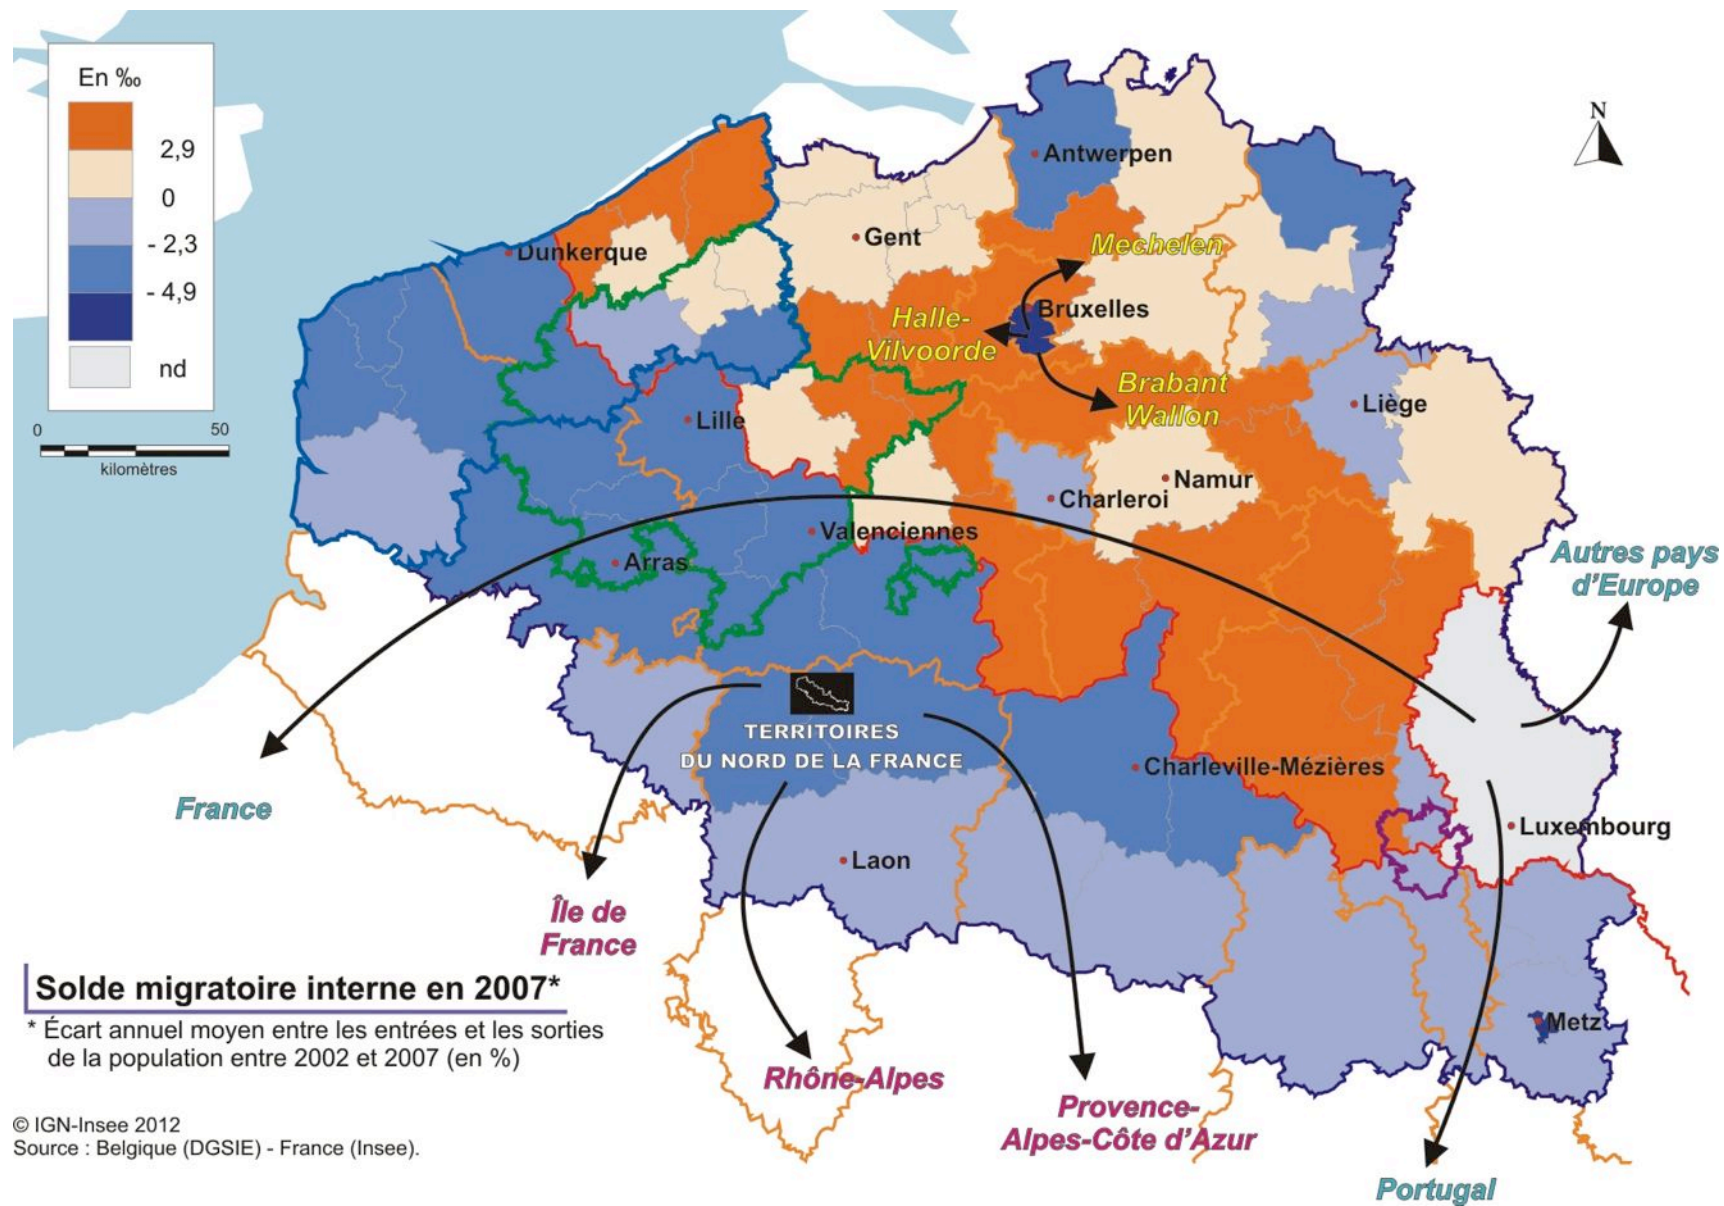 En ‰
2,9
0
- 2,3
- 4,9
nd
0 50
kilomètres
N
Antwerpen
Gent
Mechelen
Dunkerque
Bruxelles
Halle-
Vilvoorde
Brabant
Wallon
Liège
Lille
Namur
Charleroi
Valenciennes
Arras
Autres pays
d'Europe
TERRITOIRES
DU NORD DE LA FRANCE
Charleville-Mézières
France
Luxembourg
Laon
Île de
France
Solde migratoire interne en 2007*
* Écart annuel moyen entre les entrées et les sorties
de la population entre 2002 et 2007 (en %)
Metz
Rhône-Alpes
Provence-
Alpes-Côte d'Azur
© IGN-Insee 2012
Source : Belgique (DGSIE) - France (Insee).
Portugal